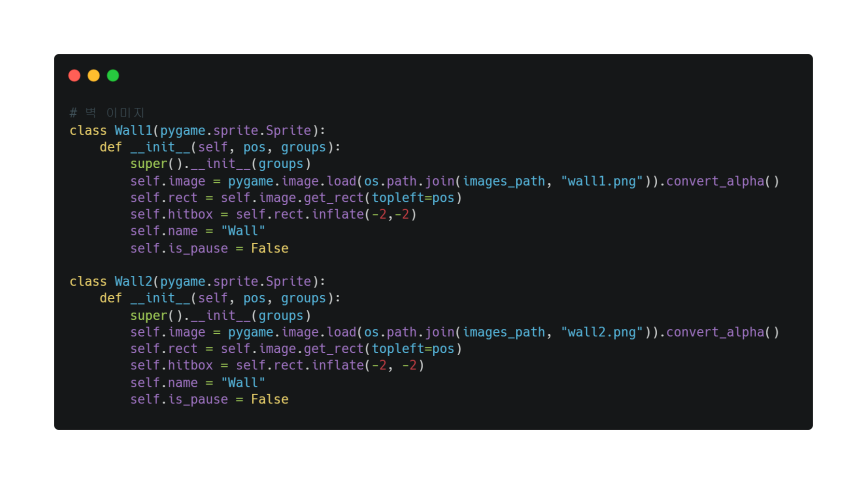 # 벽 이미지
class Wall1(pygame.sprite.Sprite):
    def __init__(self, pos, groups):
        super().__init__(groups)
        self.image = pygame.image.load(os.path.join(images_path, "wall1.png")).convert_alpha()
        self.rect = self.image.get_rect(topleft=pos)
        self.hitbox = self.rect.inflate(-2,-2)
        self.name = "Wall"
        self.is_pause = False

class Wall2(pygame.sprite.Sprite):
    def __init__(self, pos, groups):
        super().__init__(groups)
        self.image = pygame.image.load(os.path.join(images_path, "wall2.png")).convert_alpha()
        self.rect = self.image.get_rect(topleft=pos)
        self.hitbox = self.rect.inflate(-2, -2)
        self.name = "Wall"
        self.is_pause = False